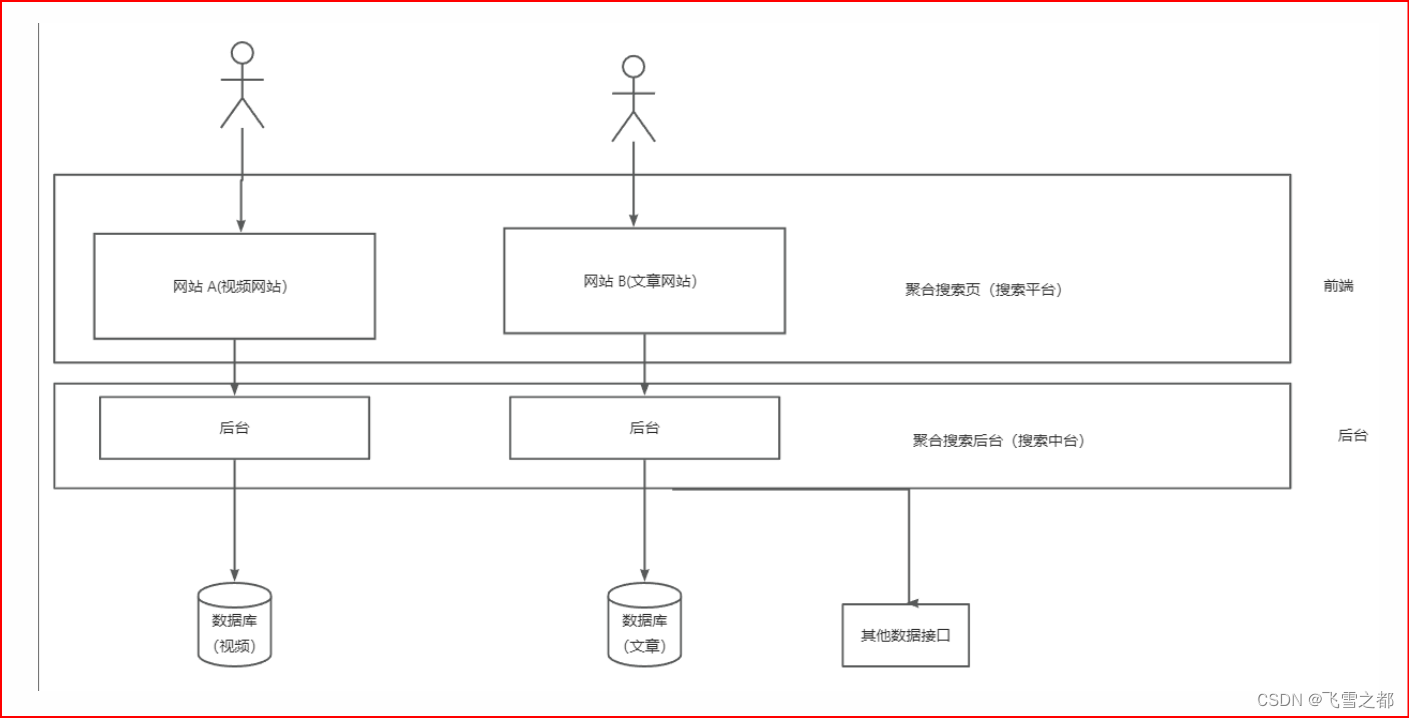 网站 A(视频网站)
网站 B(文章网站)
聚合搜索页（搜索平台）
前端
后台
后台
聚合搜索后台（搜索中台）
后台
数据库
（视频）
数据库
（文章）
其他数据接口
CSDN @飞雪之都